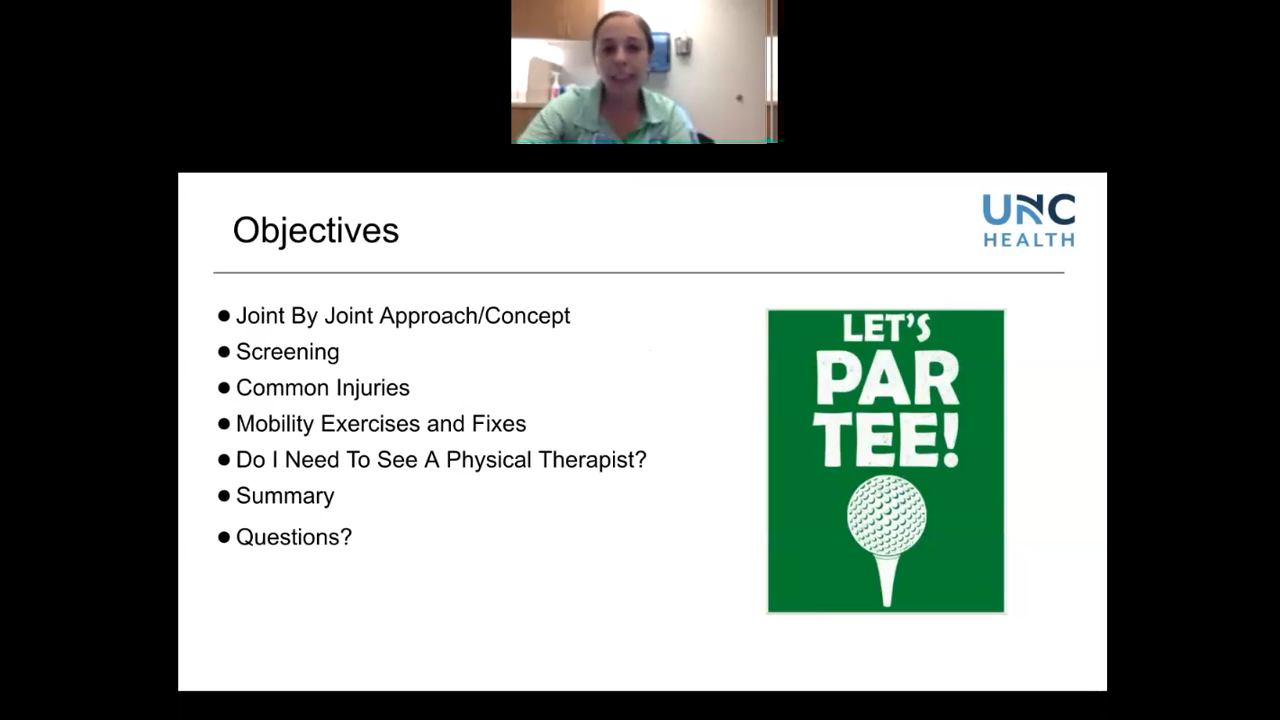 Objectives
UNC
HEALTH
● Joint By Joint Approach/Concept
● Screening
● Common Injuries
● Mobility Exercises and Fixes
● Do I Need To See A Physical Therapist?
● Summary
● Questions?
LET'S
PAR
TEE!